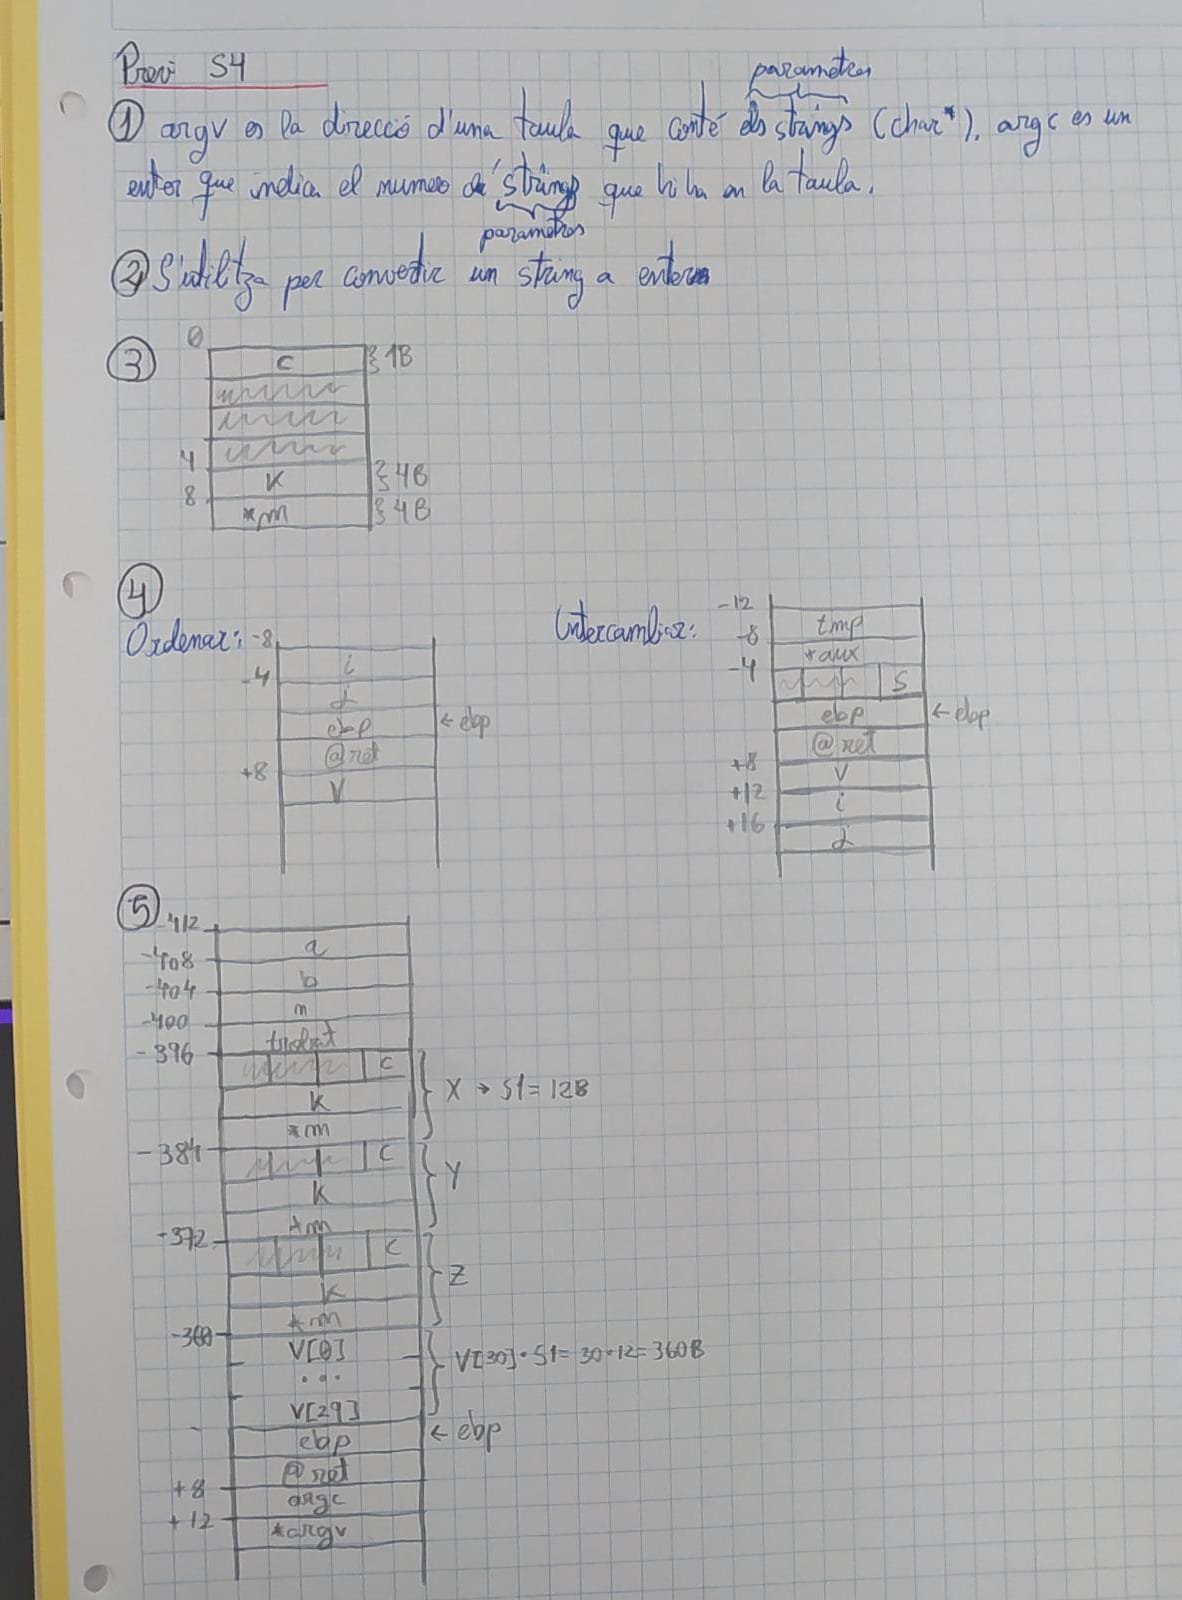 Previ S4
parametres
① argv es la direcció d'una taula que conté els strings (char*). argc es un
enter que indica el numero de strings que hi ha en la taula.
parametres
② S'utilitza per convertir un string a enter
③
0
c }1B
4
k }4B
8
*m }4B
④
Ordenar:
-8
i
-4
j
ebp ← ebp
@ret
+8
v
Intercambiar:
-12
tmp
-8
*aux
-4
s
ebp ← ebp
@ret
+8
v
+12
i
+16
j
⑤
-412
a
-408
b
-404
m
-400
trobat
-396
c
k } X → S1 = 12B
*m
-384
c
k } Y
*m
-372
c
k } Z
*m
-360
V[0] } V[30] · S1 = 30 · 12 = 360B
...
V[29]
-
ebp ← ebp
@ret
+8
argc
+12
*argv